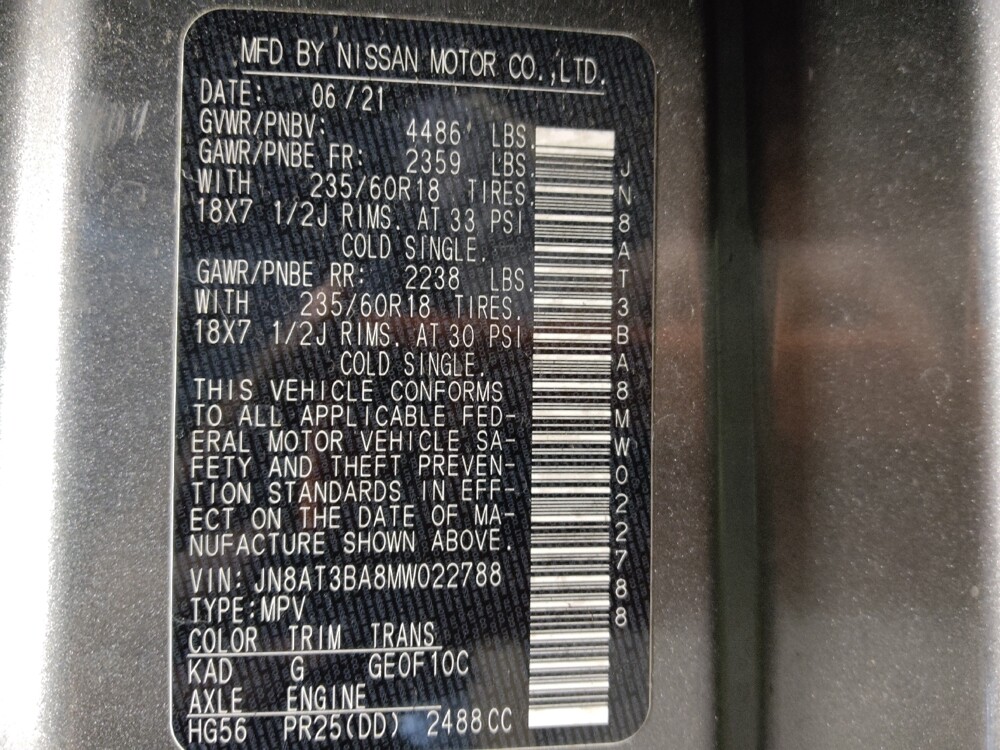 MFD BY NISSAN MOTOR CO.,LTD.
DATE: 06/21
GVWR/PNBV: 4486 LBS.
GAWR/PNBE FR: 2359 LBS.
WITH 235/60R18 TIRES.
18X7 1/2J RIMS. AT 33 PSI
COLD SINGLE.
GAWR/PNBE RR: 2238 LBS.
WITH 235/60R18 TIRES.
18X7 1/2J RIMS. AT 30 PSI
COLD SINGLE.
THIS VEHICLE CONFORMS
TO ALL APPLICABLE FED-
ERAL MOTOR VEHICLE SA-
FETY AND THEFT PREVEN-
TION STANDARDS IN EFF-
ECT ON THE DATE OF MA-
NUFACTURE SHOWN ABOVE.
VIN: JN8AT3BA8MW022788
TYPE:MPV
COLOR TRIM TRANS
KAD G GE0F10C
AXLE ENGINE
HG56 PR25(DD) 2488CC
JN8AT3BA8MW022788